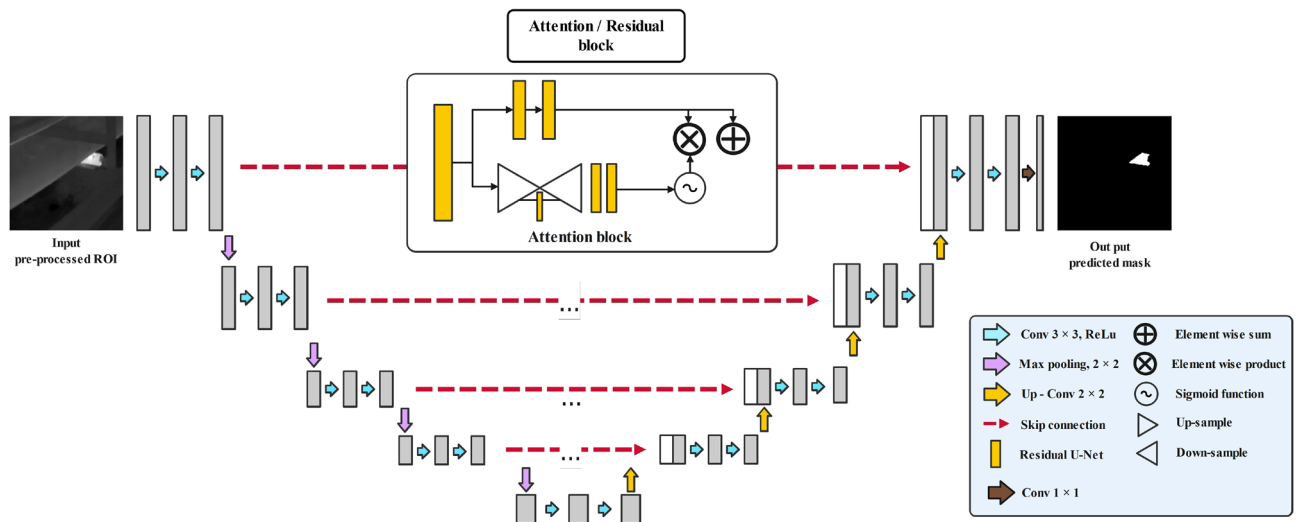 Attention / Residual
block
Attention block
Input
pre-processed ROI
Out put
predicted mask
...
...
...
Conv 3 × 3, ReLu
Element wise sum
Max pooling, 2 × 2
Element wise product
Up - Conv 2 × 2
Sigmoid function
Skip connection
Up-sample
Residual U-Net
Down-sample
Conv 1 × 1